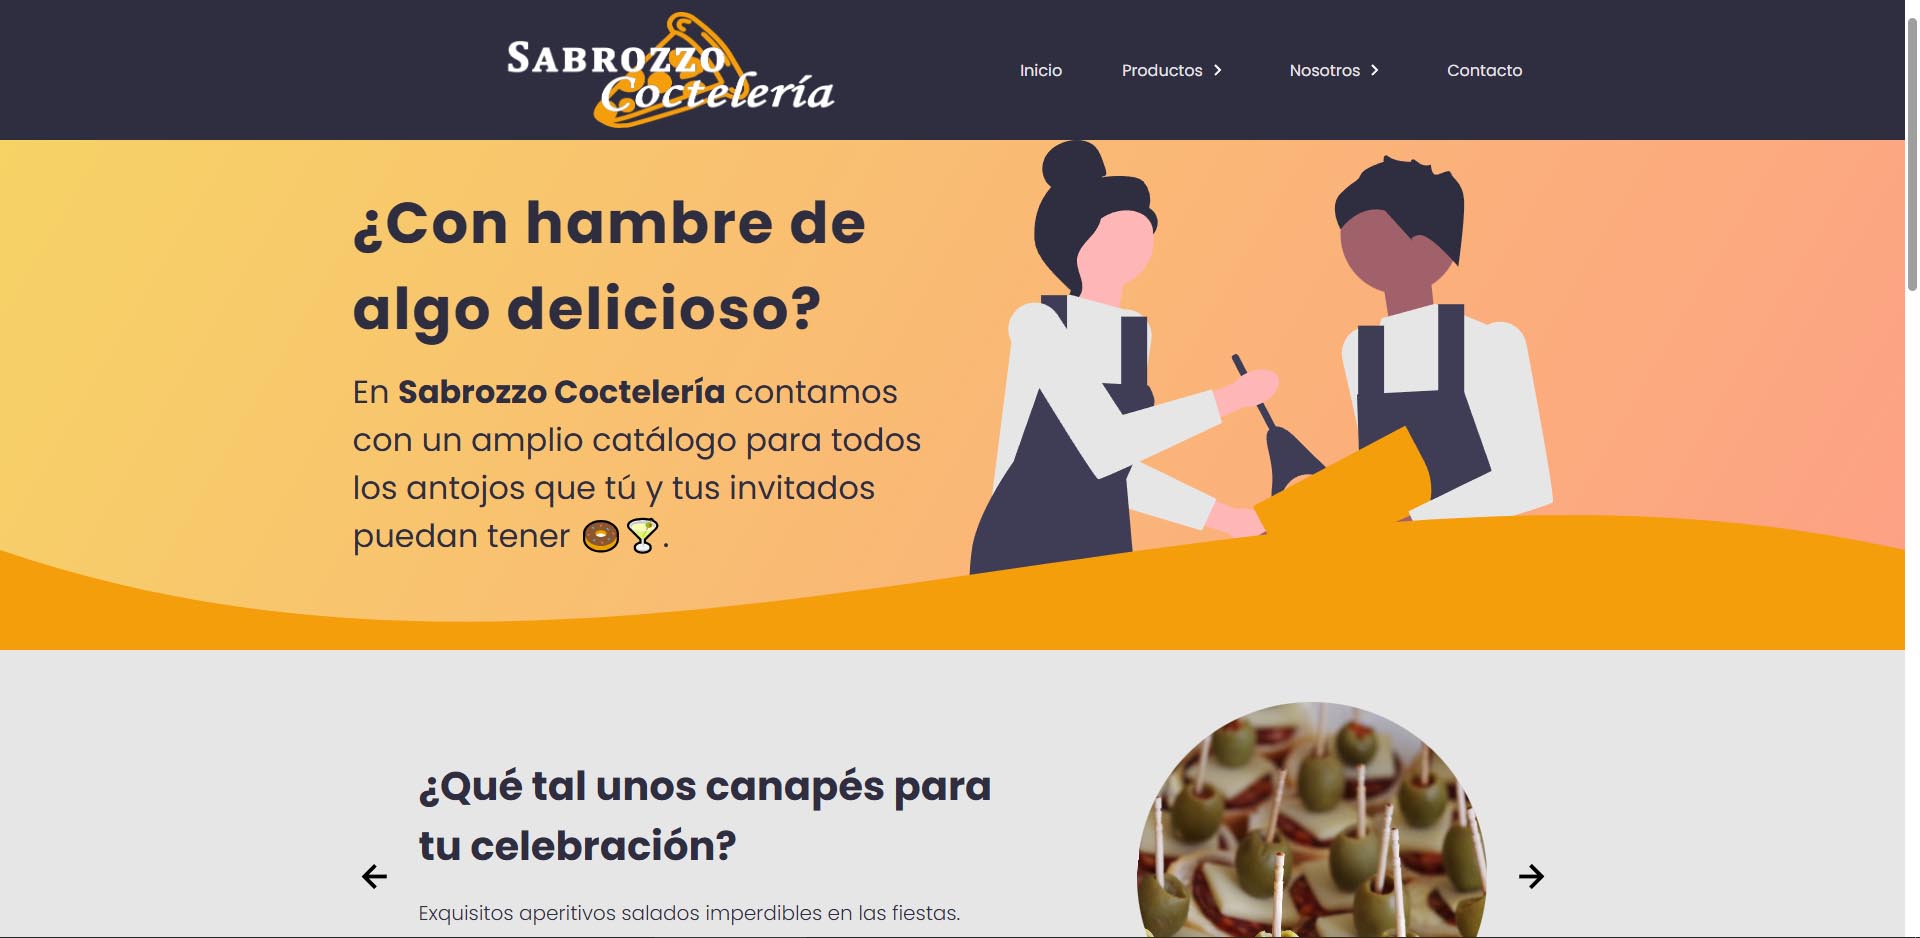 SABROZZO
Coctelería
Inicio
Productos
Nosotros
Contacto
¿Con hambre de
algo delicioso?
En Sabrozzo Coctelería contamos
con un amplio catálogo para todos
los antojos que tú y tus invitados
puedan tener 🍩🍸.
¿Qué tal unos canapés para
tu celebración?
Exquisitos aperitivos salados imperdibles en las fiestas.